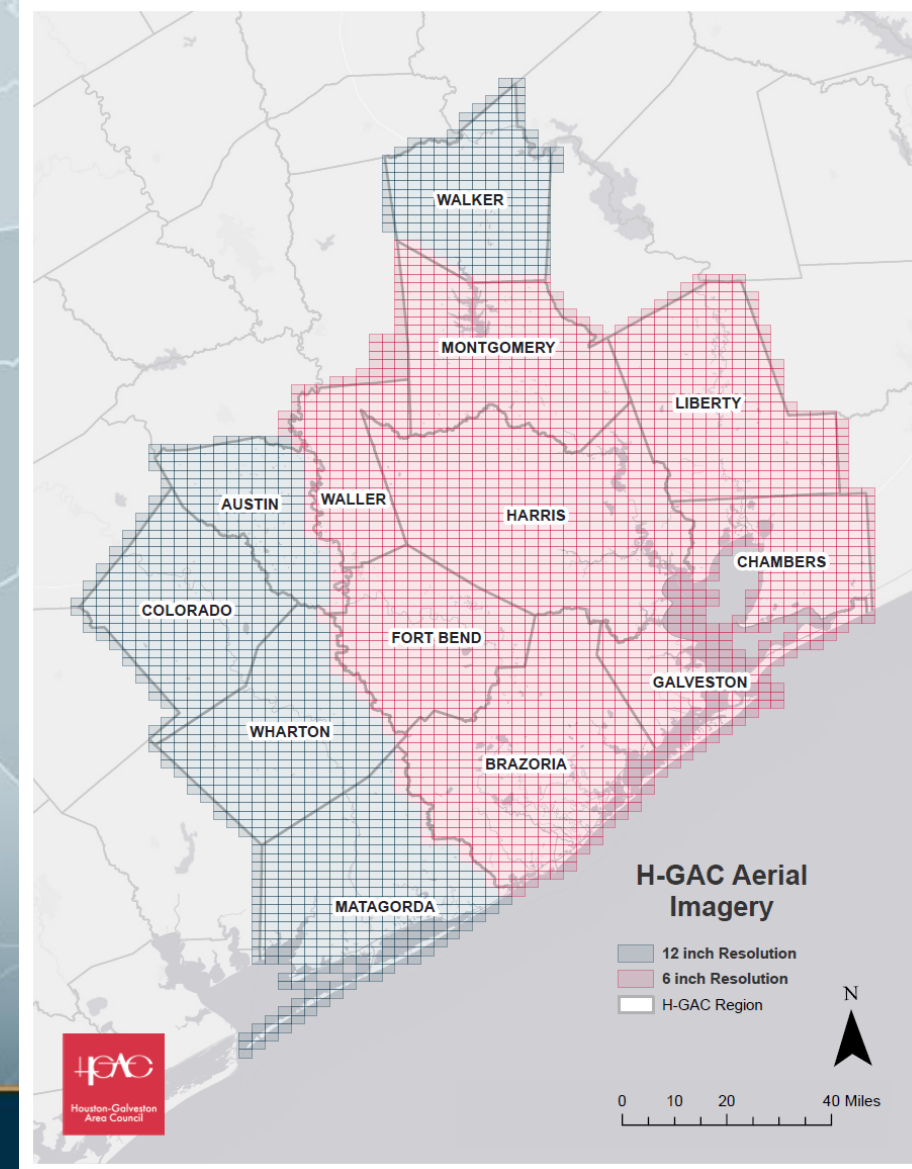 WALKER
MONTGOMERY
LIBERTY
AUSTIN
WALLER
HARRIS
CHAMBERS
COLORADO
FORT BEND
GALVESTON
WHARTON
BRAZORIA
MATAGORDA
H-GAC Aerial
Imagery
12 inch Resolution
6 inch Resolution
H-GAC Region
N
0 10 20 40 Miles
HGAC
Houston-Galveston
Area Council